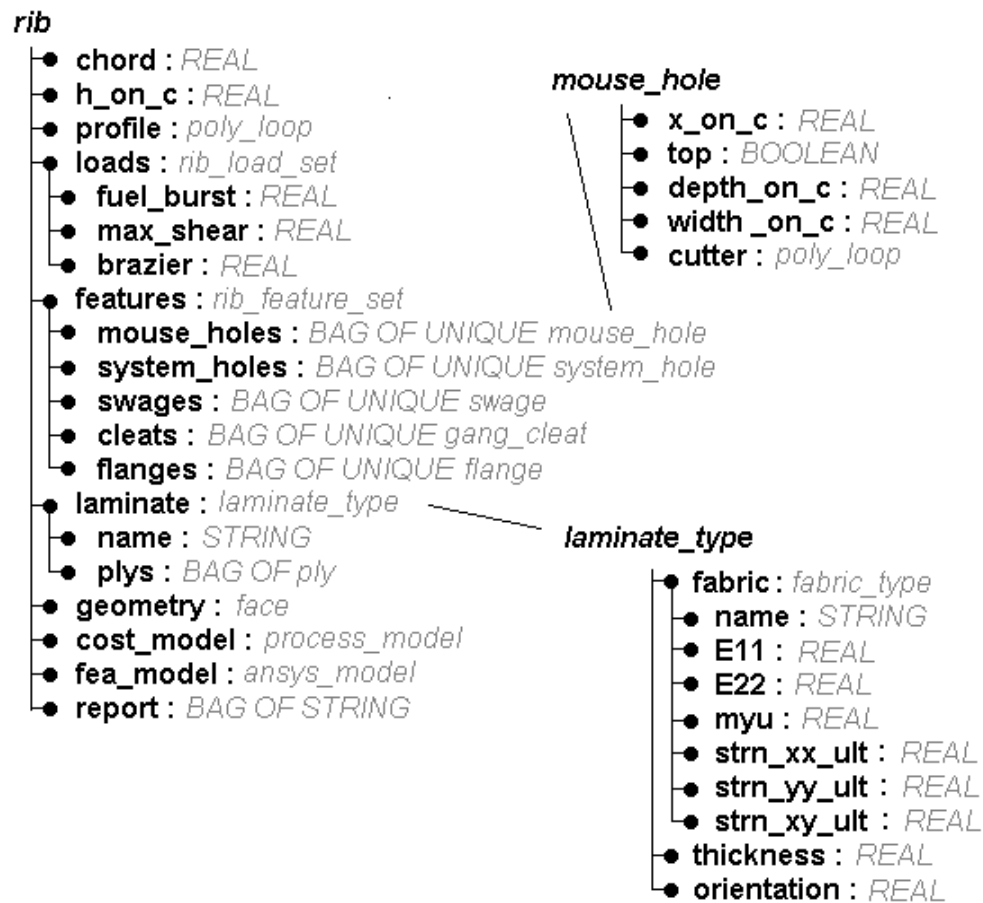 rib
chord : REAL
h_on_c : REAL
profile : poly_loop
loads : rib_load_set
fuel_burst : REAL
max_shear : REAL
brazier : REAL
features : rib_feature_set
mouse_holes : BAG OF UNIQUE mouse_hole
system_holes : BAG OF UNIQUE system_hole
swages : BAG OF UNIQUE swage
cleats : BAG OF UNIQUE gang_cleat
flanges : BAG OF UNIQUE flange
laminate : laminate_type
name : STRING
plys : BAG OF ply
geometry : face
cost_model : process_model
fea_model : ansys_model
report : BAG OF STRING
mouse_hole
x_on_c : REAL
top : BOOLEAN
depth_on_c : REAL
width _on_c : REAL
cutter : poly_loop
laminate_type
fabric : fabric_type
name : STRING
E11 : REAL
E22 : REAL
myu : REAL
strn_xx_ult : REAL
strn_yy_ult : REAL
strn_xy_ult : REAL
thickness : REAL
orientation : REAL